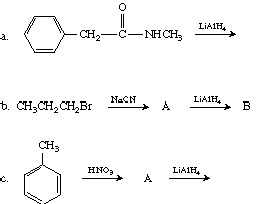 O
a. CH₂—C—NHCH₃ LiAlH₄
b. CH₃CH₂CH₂Br NaCN A LiAlH₄ B
CH₃
c. HNO₃ A LiAlH₄